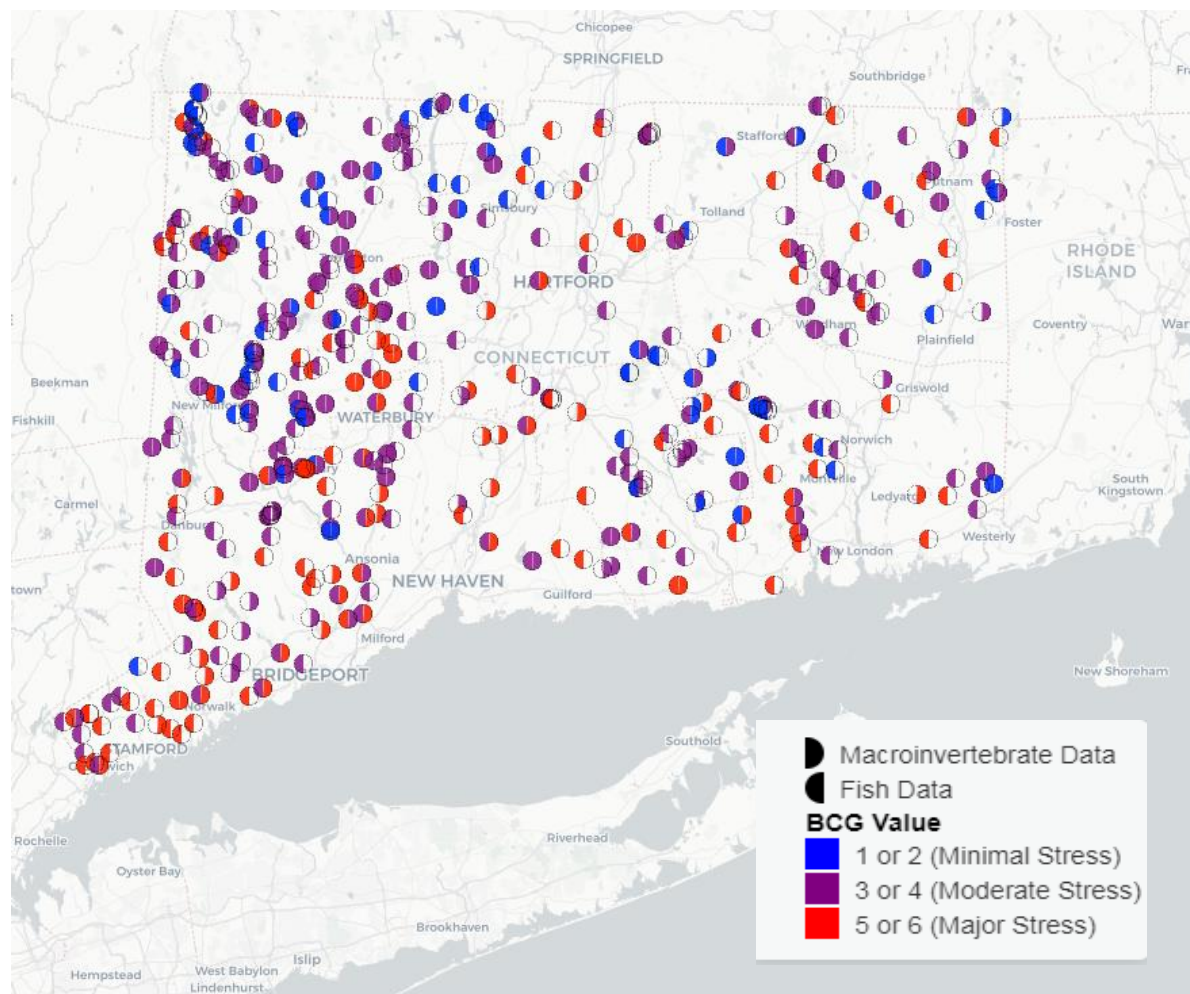 Chicopee
SPRINGFIELD
Southbridge
Stafford
Putnam
Simsbury
Tolland
Foster
RHODE
ISLAND
Torrington
HARTFORD
Windham
Coventry
War
Plainfield
CONNECTICUT
Beekman
Griswold
Fishkill
New Milford
WATERBURY
Norwich
Montville
South
Kingstown
Carmel
Ledyard
Danbury
Westerly
New London
Ansonia
town
NEW HAVEN
Guilford
Milford
BRIDGEPORT
New Shoreham
Norwalk
STAMFORD
Southold
Greenwich
Macroinvertebrate Data
Fish Data
BCG Value
1 or 2 (Minimal Stress)
3 or 4 (Moderate Stress)
5 or 6 (Major Stress)
Rochelle
Riverhead
Oyster Bay
Brookhaven
Islip
West Babylon
Hempstead
Lindenhurst